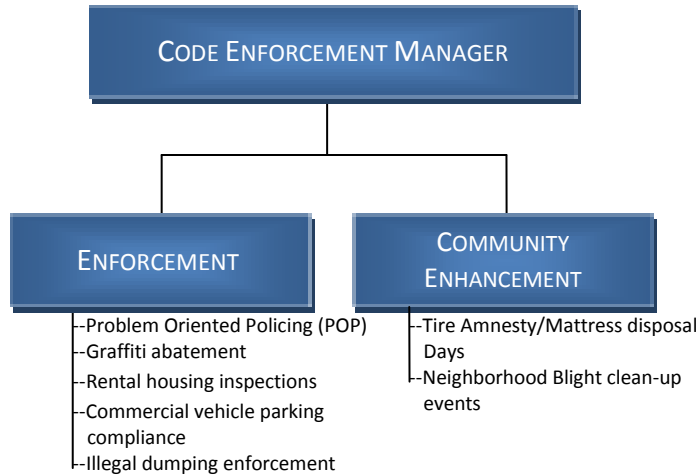 CODE ENFORCEMENT MANAGER
ENFORCEMENT
--Problem Oriented Policing (POP)
--Graffiti abatement
--Rental housing inspections
--Commercial vehicle parking
compliance
--Illegal dumping enforcement
COMMUNITY
ENHANCEMENT
--Tire Amnesty/Mattress disposal
Days
--Neighborhood Blight clean-up
events